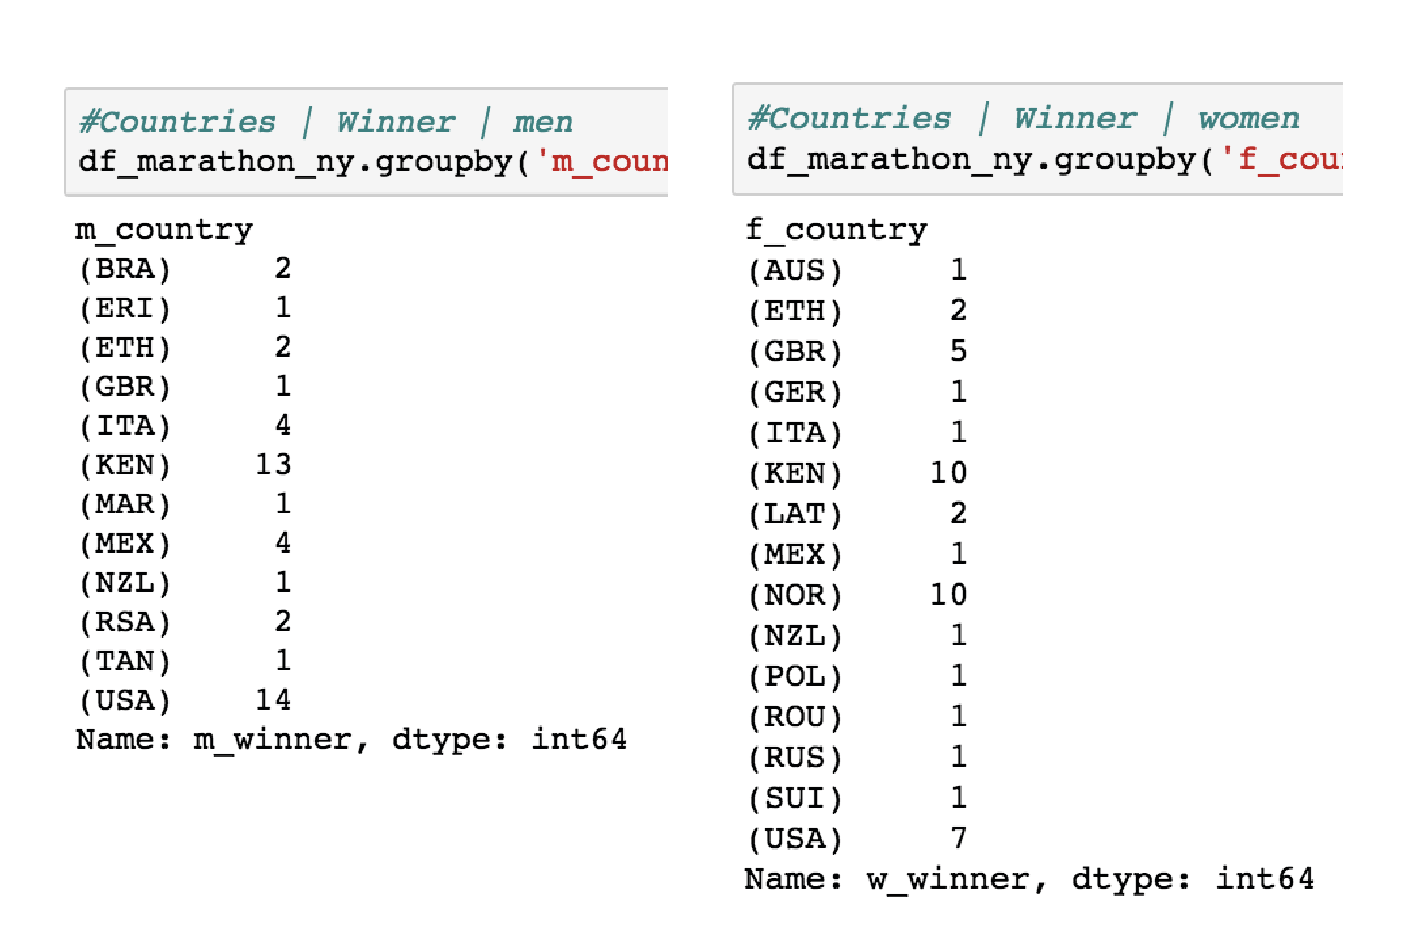 #Countries | Winner | men
df_marathon_ny.groupby('m_coun
m_country
(BRA) 2
(ERI) 1
(ETH) 2
(GBR) 1
(ITA) 4
(KEN) 13
(MAR) 1
(MEX) 4
(NZL) 1
(RSA) 2
(TAN) 1
(USA) 14
Name: m_winner, dtype: int64
#Countries | Winner | women
df_marathon_ny.groupby('f_cou
f_country
(AUS) 1
(ETH) 2
(GBR) 5
(GER) 1
(ITA) 1
(KEN) 10
(LAT) 2
(MEX) 1
(NOR) 10
(NZL) 1
(POL) 1
(ROU) 1
(RUS) 1
(SUI) 1
(USA) 7
Name: w_winner, dtype: int64